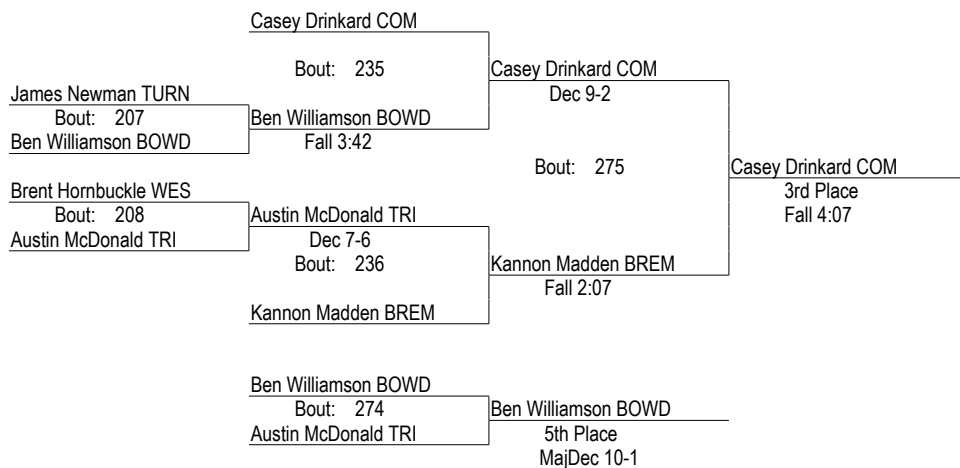 Casey Drinkard COM
Bout: 235
Casey Drinkard COM
James Newman TURN
Dec 9-2
Bout: 207
Ben Williamson BOWD
Ben Williamson BOWD
Fall 3:42
Bout: 275
Casey Drinkard COM
Brent Hornbuckle WES
3rd Place
Bout: 208
Austin McDonald TRI
Fall 4:07
Austin McDonald TRI
Dec 7-6
Bout: 236
Kannon Madden BREM
Fall 2:07
Kannon Madden BREM
Ben Williamson BOWD
Bout: 274
Ben Williamson BOWD
Austin McDonald TRI
5th Place
MajDec 10-1